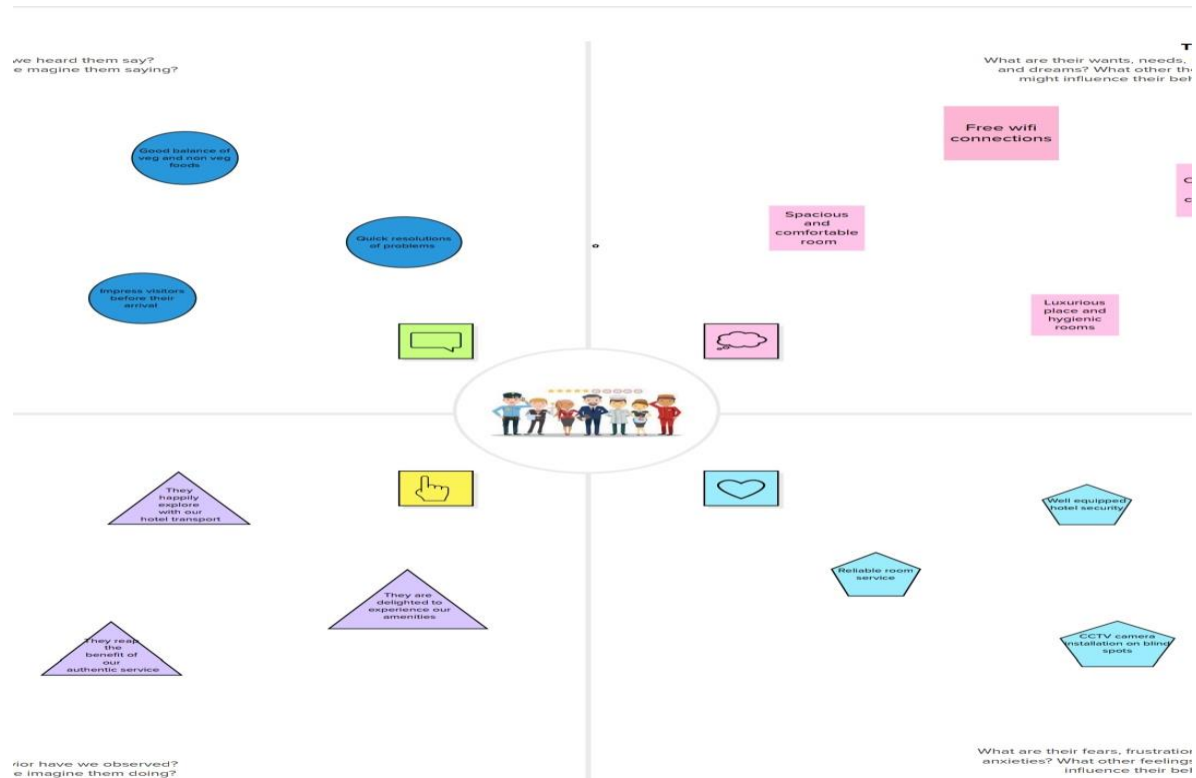 we heard them say?
e magine them saying?
T
What are their wants, needs,
and dreams? What other
might influence their
Good balance of
veg and non veg
foods
Quick resolutions
of problems
Impress visitors
before their
arrival
Free wifi
connections
Spacious
and
comfortable
room
Luxurious
place and
hygienic
rooms
They
happily
explore
with our
hotel transport
They are
delighted to
experience our
amenities
They reap
the
benefit of
our
authentic service
Well equipped
hotel security
Reliable room
service
CCTV camera
installation on blind
spots
vior have we observed?
e imagine them doing?
What are their fears,
anxieties? What other feelings
influence their